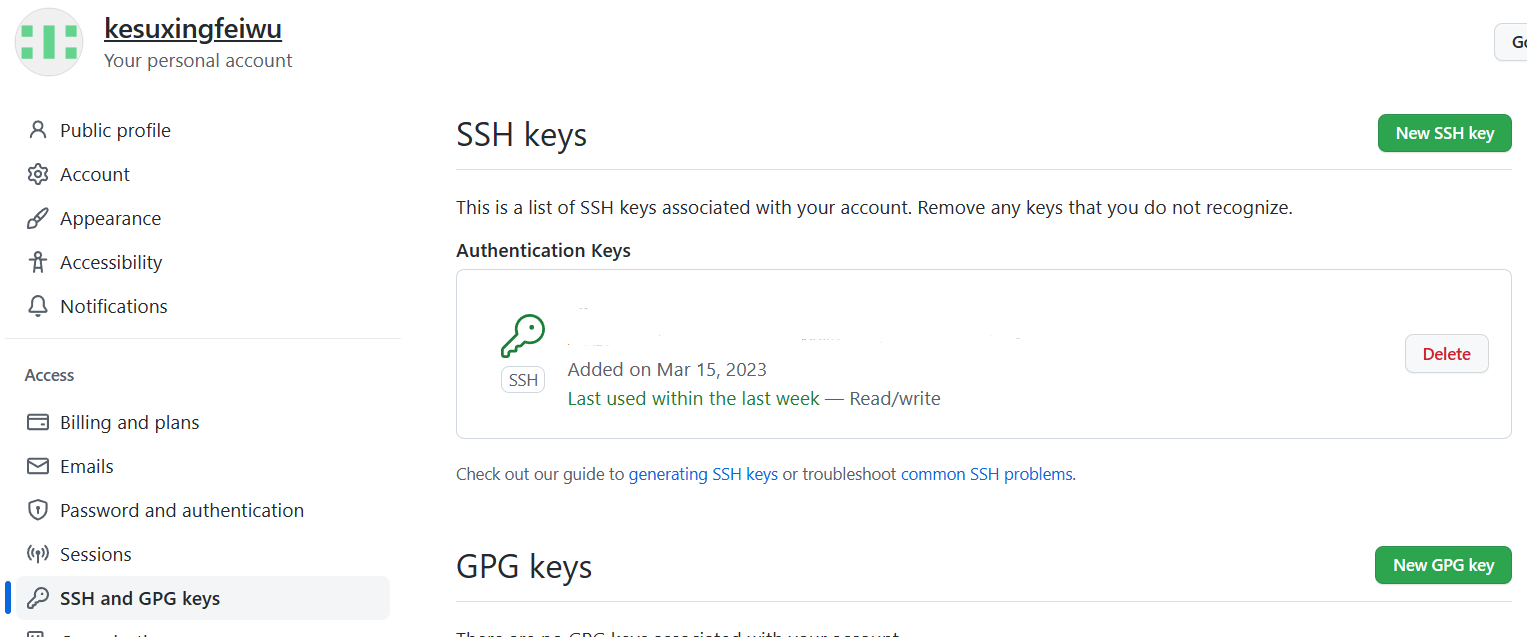 kesuxingfeiwu
Your personal account
Public profile
Account
Appearance
Accessibility
Notifications
Access
Billing and plans
Emails
Password and authentication
Sessions
SSH and GPG keys
SSH keys
New SSH key
This is a list of SSH keys associated with your account. Remove any keys that you do not recognize.
Authentication Keys
SSH
Added on Mar 15, 2023
Last used within the last week — Read/write
Delete
Check out our guide to generating SSH keys or troubleshoot common SSH problems.
GPG keys
New GPG key
There are no GPG keys associated with your account.